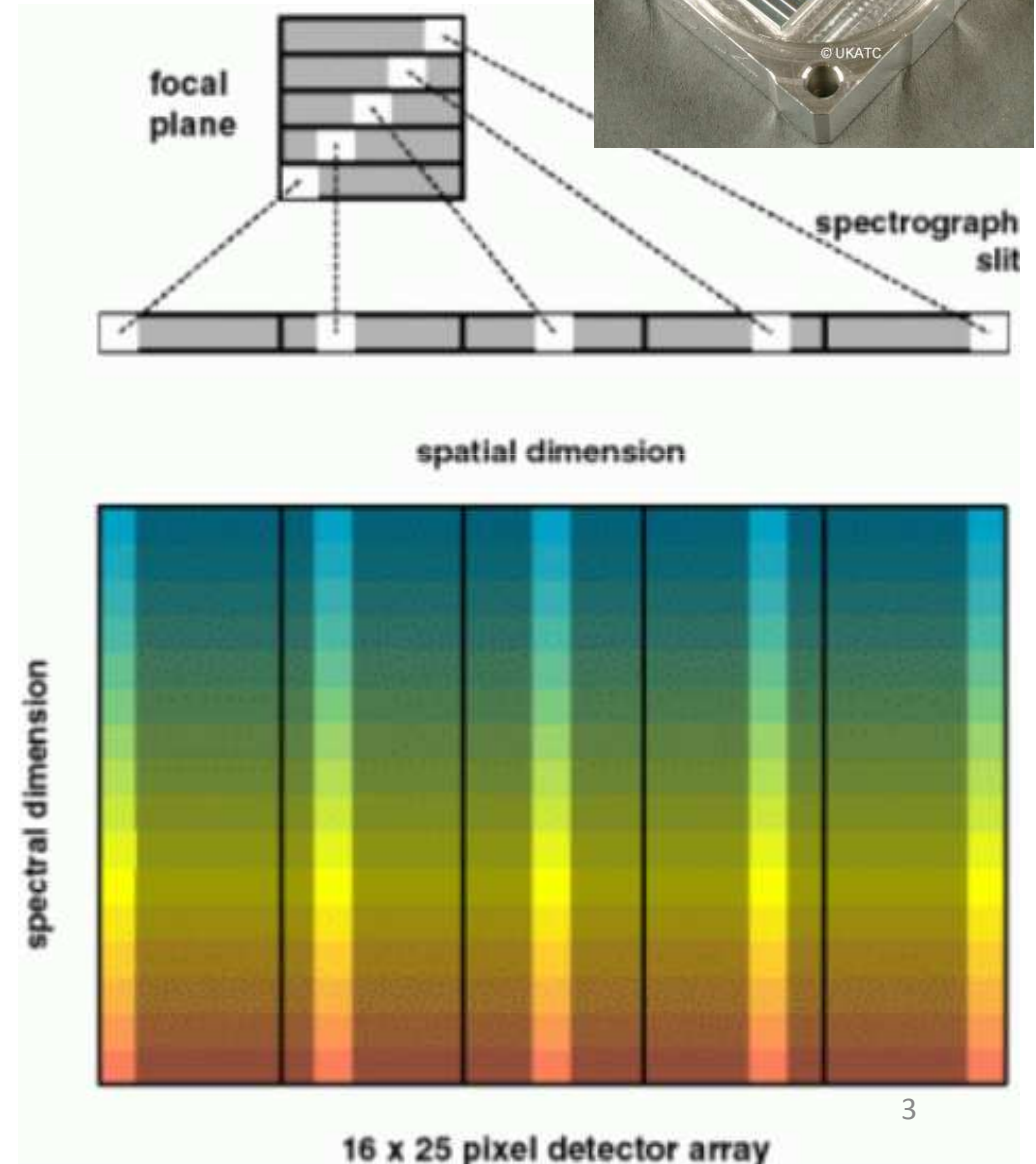 © UKATC
focal
plane
spectrograph
slit
spatial dimension
spectral dimension
3
16 x 25 pixel detector array